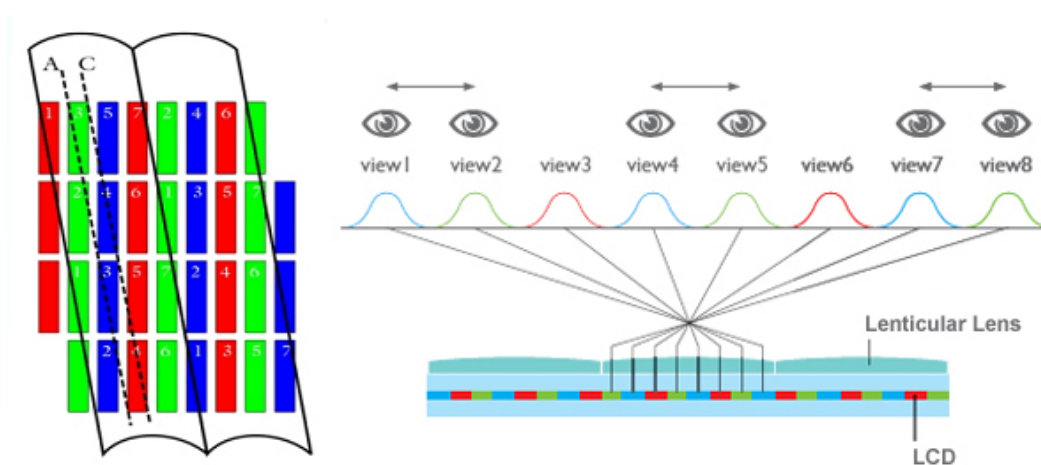 A C
1 3 5 7 2 4 6
2 4 6 1 3 5 7
1 3 5 7 2 4 6
2 4 6 1 3 5 7
view1 view2 view3 view4 view5 view6 view7 view8
Lenticular Lens
LCD